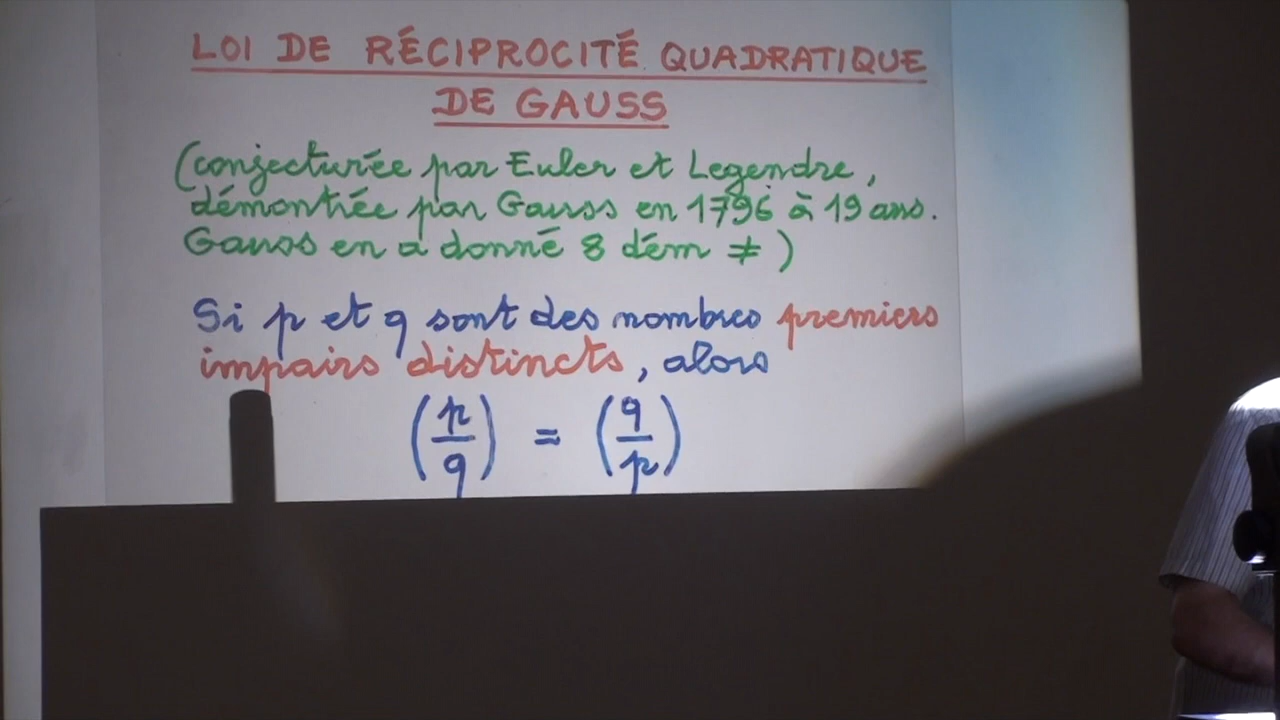 LOI DE RÉCIPROCITÉ QUADRATIQUE
DE GAUSS
(conjecturée par Euler et Legendre,
démontrée par Gauss en 1796 à 19 ans.
Gauss en a donné 8 dém ≠)
Si p et q sont des nombres premiers
impairs distincts, alors
(p/q) = (q/p)